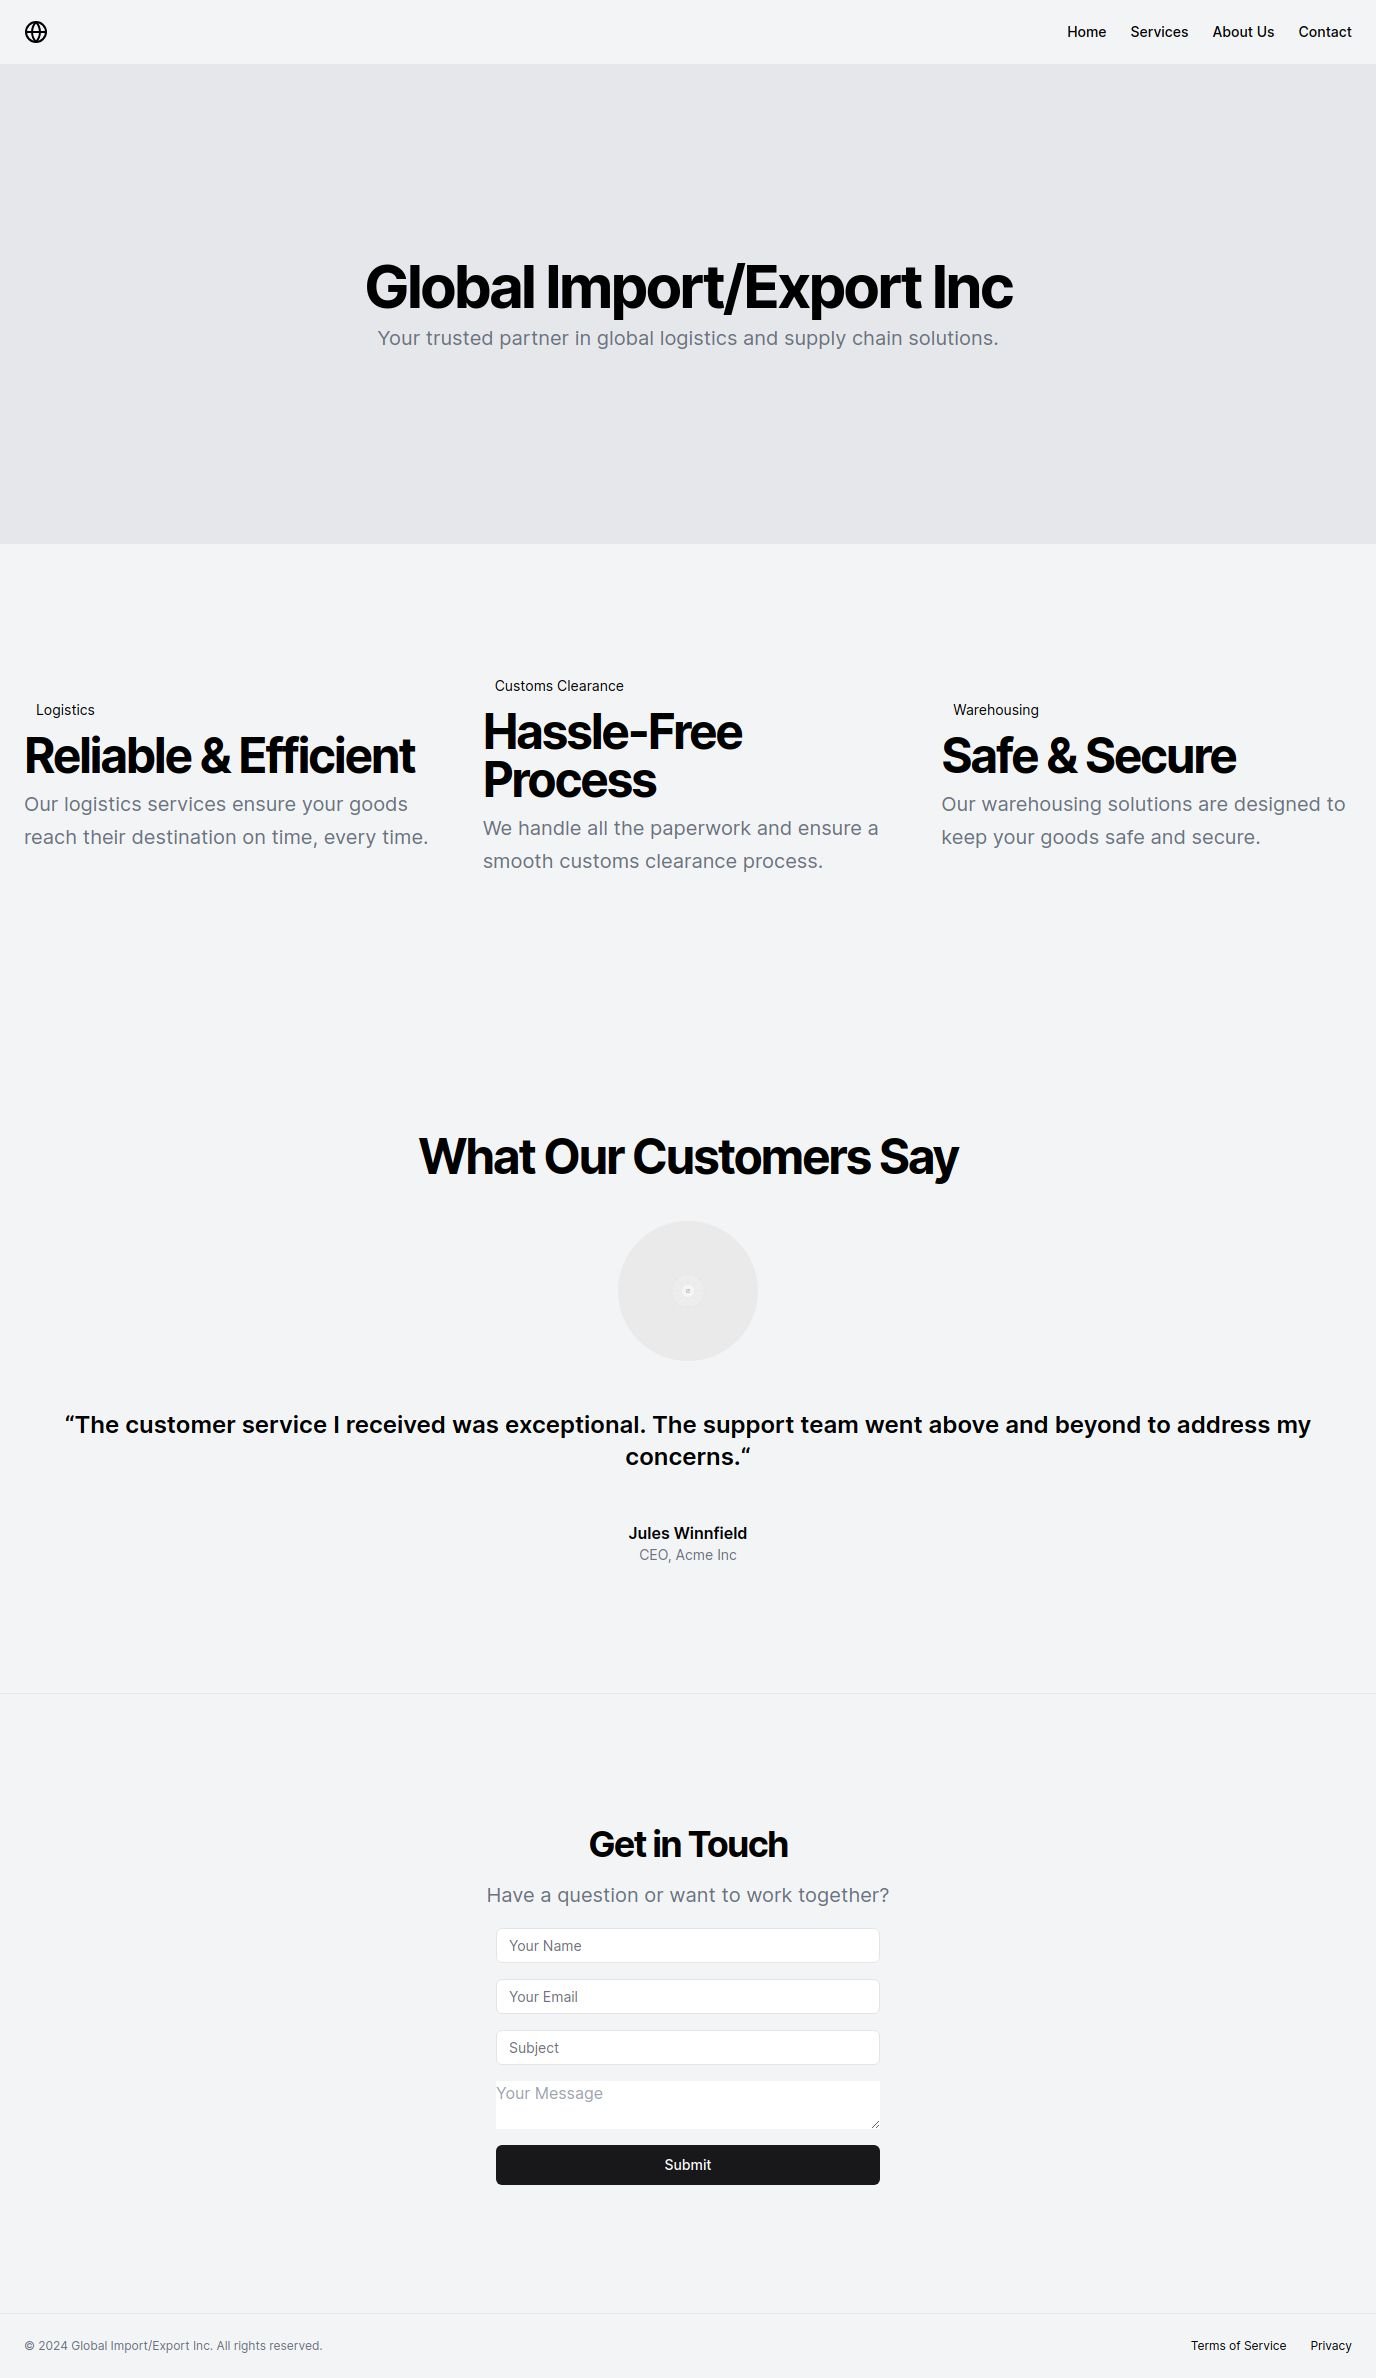 Home Services About Us Contact
Global Import/Export Inc
Your trusted partner in global logistics and supply chain solutions.
Logistics
Reliable & Efficient
Our logistics services ensure your goods
reach their destination on time, every time.
Customs Clearance
Hassle-Free
Process
We handle all the paperwork and ensure a
smooth customs clearance process.
Warehousing
Safe & Secure
Our warehousing solutions are designed to
keep your goods safe and secure.
What Our Customers Say
“The customer service I received was exceptional. The support team went above and beyond to address my
concerns.“
Jules Winnfield
CEO, Acme Inc
Get in Touch
Have a question or want to work together?
Your Name
Your Email
Subject
Your Message
Submit
© 2024 Global Import/Export Inc. All rights reserved.
Terms of Service Privacy